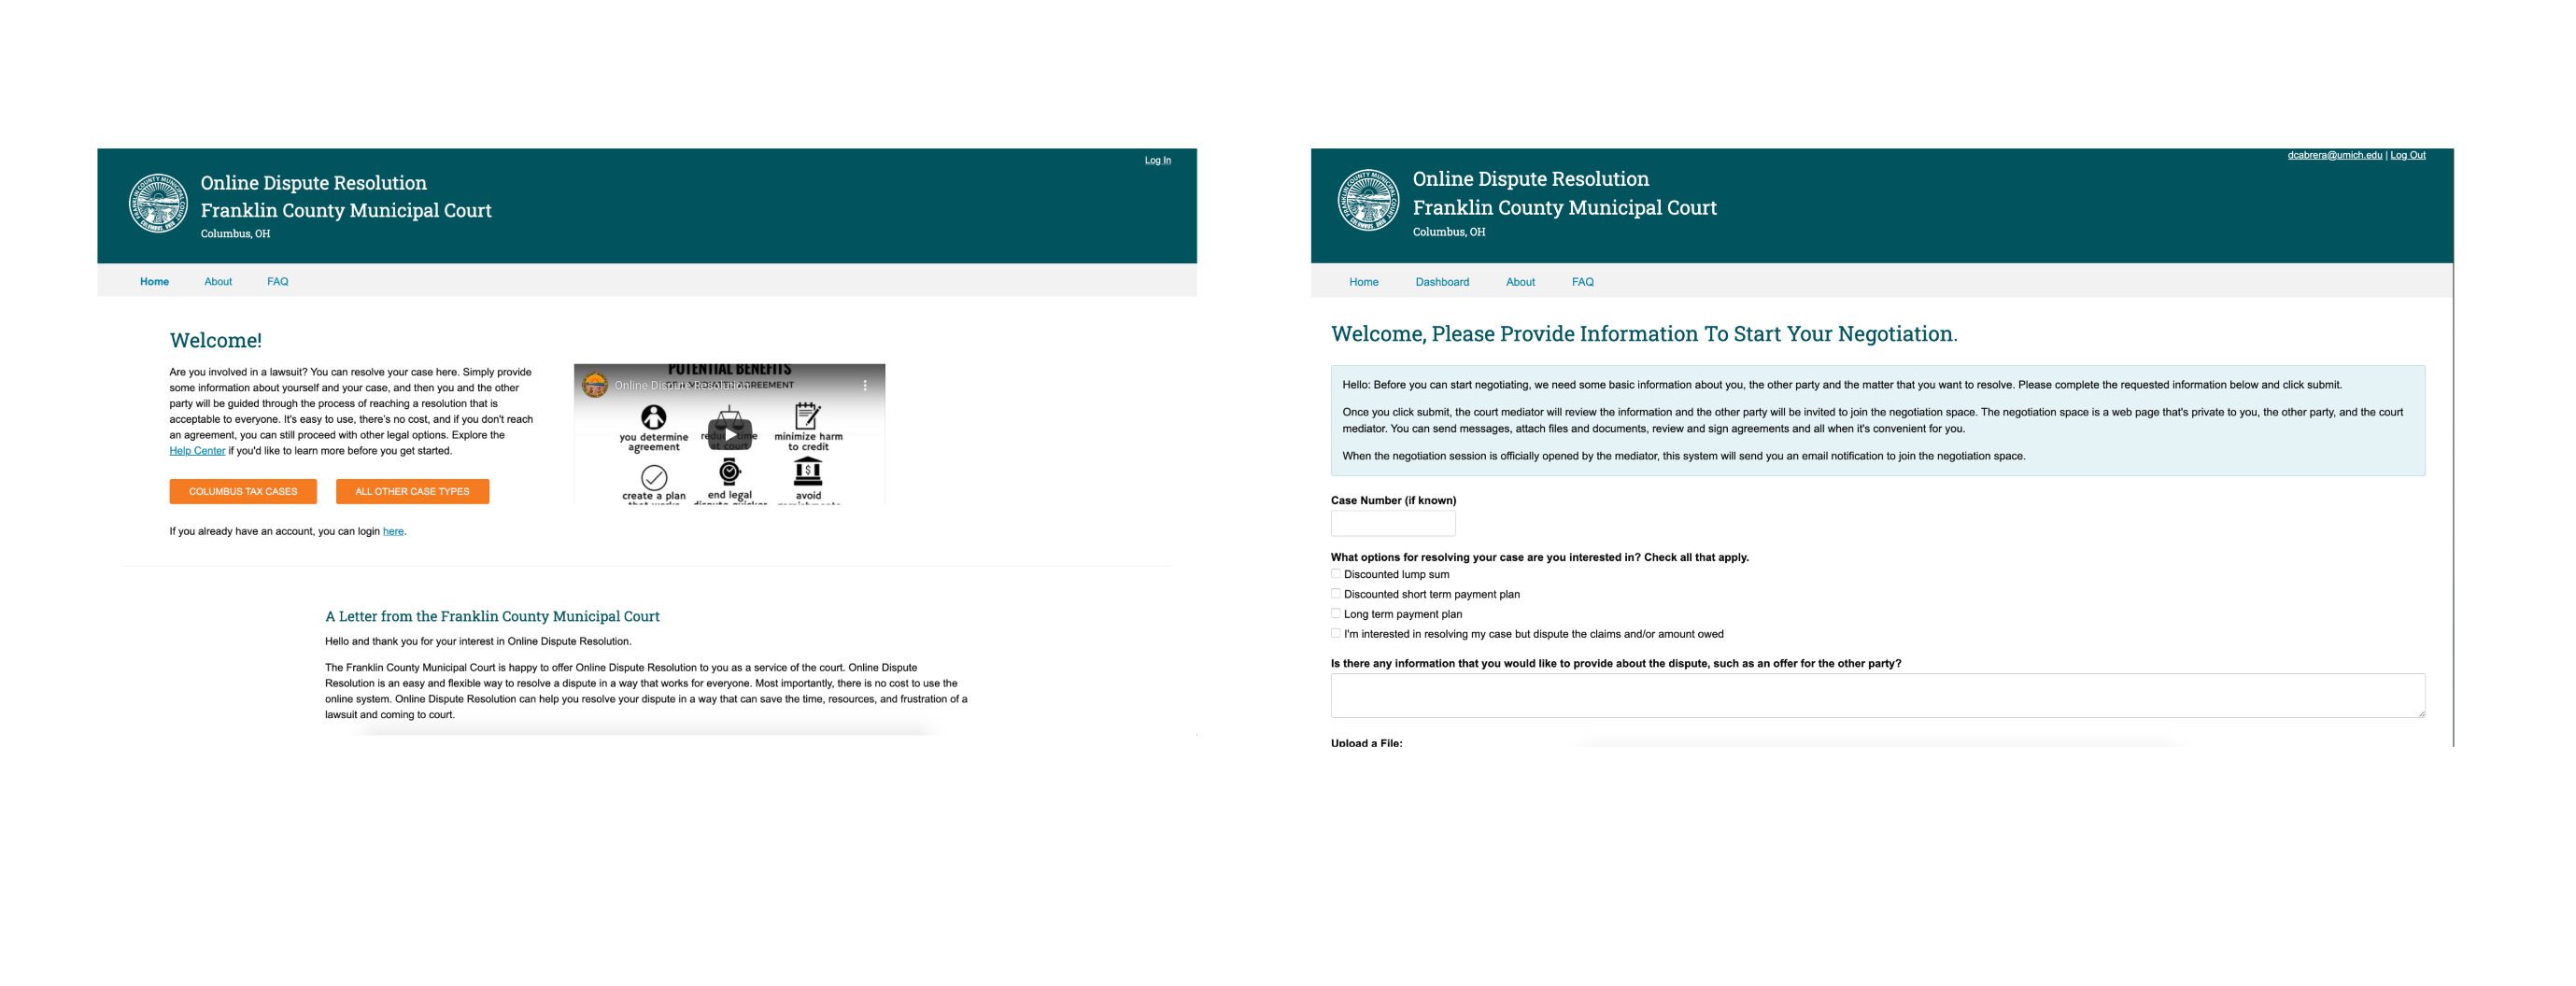 Log In
Online Dispute Resolution
Franklin County Municipal Court
Columbus, OH
Home About FAQ
Welcome!
Are you involved in a lawsuit? You can resolve your case here. Simply provide
some information about yourself and your case, and then you and the other
party will be guided through the process of reaching a resolution that is
acceptable to everyone. It's easy to use, there's no cost, and if you don't reach
an agreement, you can still proceed with other legal options. Explore the
Help Center if you'd like to learn more before you get started.
COLUMBUS TAX CASES ALL OTHER CASE TYPES
If you already have an account, you can login here.
POTENTIAL BENEFITS
Online Dispute Resolution
AGREEMENT
you determine
agreement
reduce time
at court
minimize harm
to credit
create a plan
that works
end legal
dispute quicker
avoid
A Letter from the Franklin County Municipal Court
Hello and thank you for your interest in Online Dispute Resolution.
The Franklin County Municipal Court is happy to offer Online Dispute Resolution to you as a service of the court. Online Dispute
Resolution is an easy and flexible way to resolve a dispute in a way that works for everyone. Most importantly, there is no cost to use the
online system. Online Dispute Resolution can help you resolve your dispute in a way that can save the time, resources, and frustration of a
lawsuit and coming to court.
dcabrera@umich.edu | Log Out
Online Dispute Resolution
Franklin County Municipal Court
Columbus, OH
Home Dashboard About FAQ
Welcome, Please Provide Information To Start Your Negotiation.
Hello: Before you can start negotiating, we need some basic information about you, the other party and the matter that you want to resolve. Please complete the requested information below and click submit.
Once you click submit, the court mediator will review the information and the other party will be invited to join the negotiation space. The negotiation space is a web page that's private to you, the other party, and the court
mediator. You can send messages, attach files and documents, review and sign agreements and all when it's convenient for you.
When the negotiation session is officially opened by the mediator, this system will send you an email notification to join the negotiation space.
Case Number (if known)
What options for resolving your case are you interested in? Check all that apply.
Discounted lump sum
Discounted short term payment plan
Long term payment plan
I'm interested in resolving my case but dispute the claims and/or amount owed
Is there any information that you would like to provide about the dispute, such as an offer for the other party?
Upload a File: